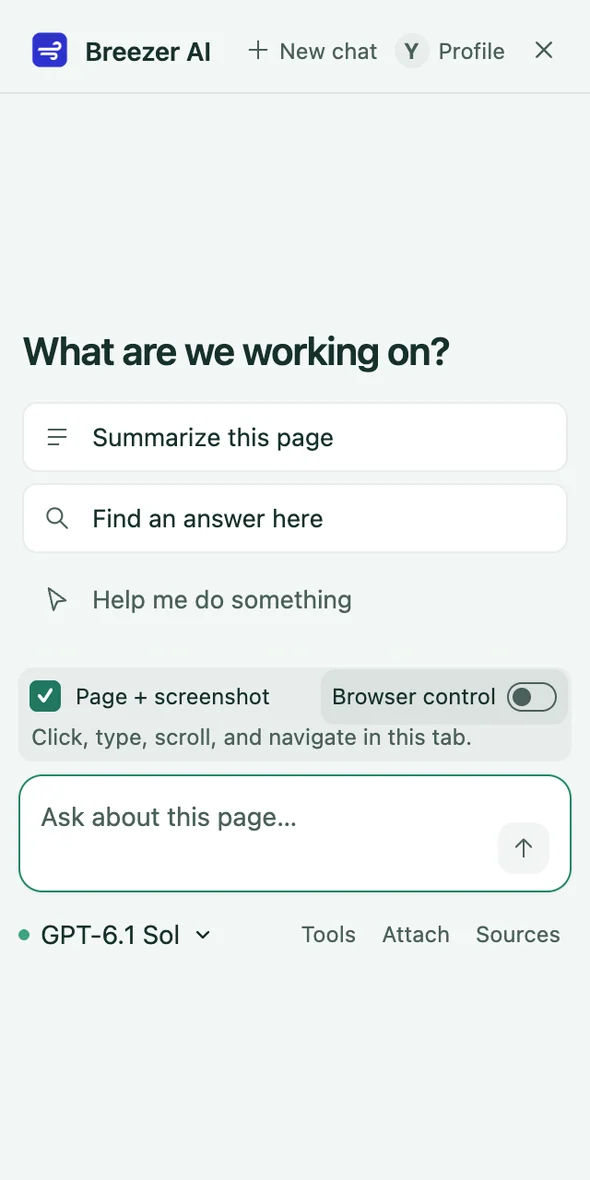 Breezer AI New chat Y Profile
What are we working on?
Summarize this page
Find an answer here
Help me do something
Page + screenshot Browser control
Click, type, scroll, and navigate in this tab.
Ask about this page...
GPT-6.1 Sol Tools Attach Sources